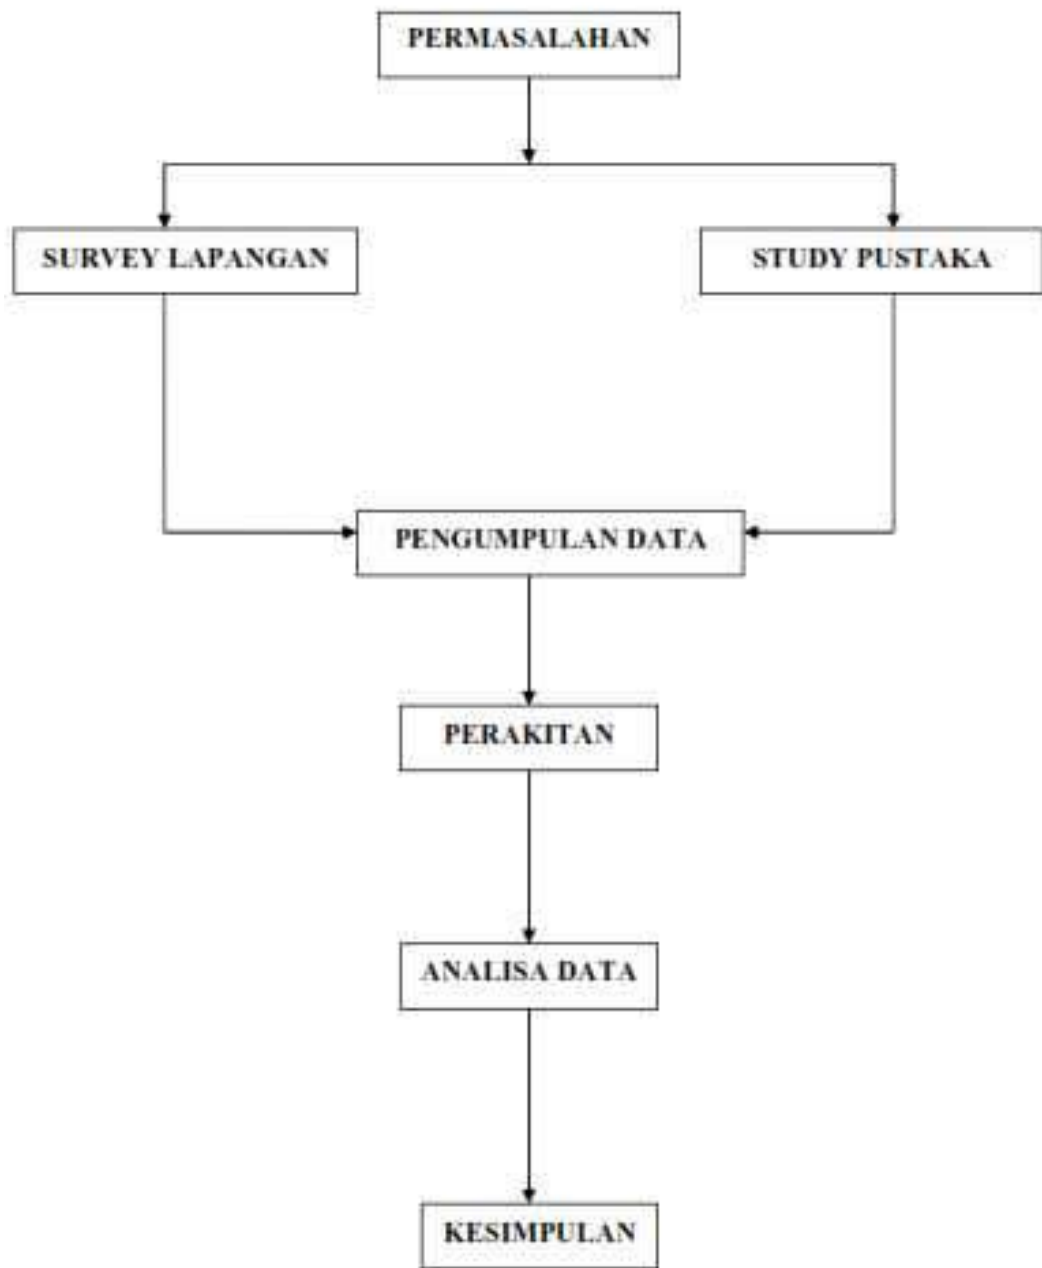 PERMASALAHAN
SURVEY LAPANGAN
STUDY PUSTAKA
PENGUMPULAN DATA
PERAKITAN
ANALISA DATA
KESIMPULAN